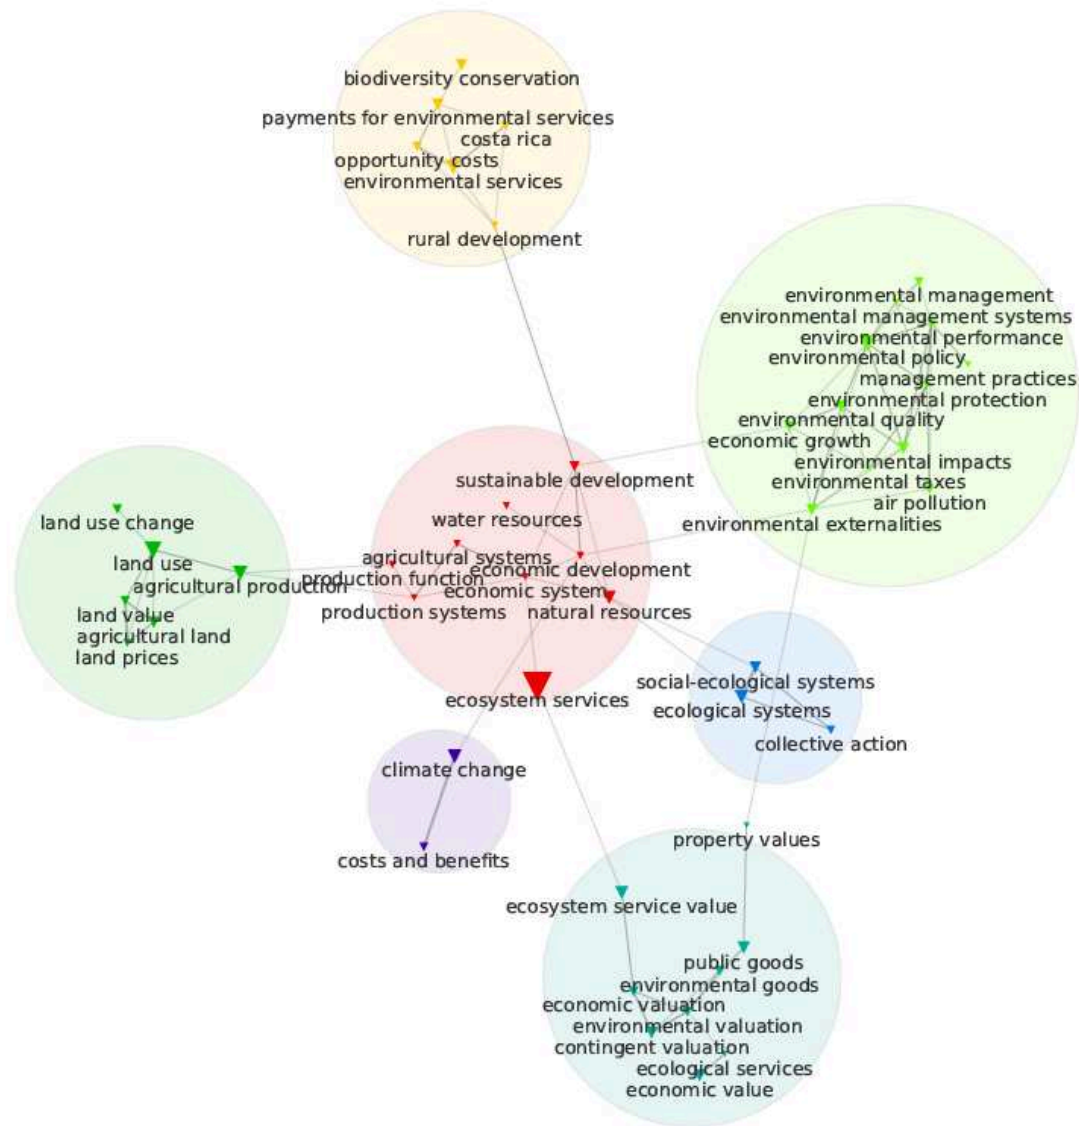 biodiversity conservation
payments for environmental services
costa rica
opportunity costs
environmental services
rural development
environmental management
environmental management systems
environmental performance
environmental policy
management practices
environmental protection
environmental quality
economic growth
environmental impacts
environmental taxes
air pollution
environmental externalities
sustainable development
water resources
agricultural systems
economic development
production function
economic system
production systems
natural resources
ecosystem services
land use change
land use
agricultural production
land value
agricultural land
land prices
social-ecological systems
ecological systems
collective action
climate change
costs and benefits
property values
ecosystem service value
public goods
environmental goods
economic valuation
environmental valuation
contingent valuation
ecological services
economic value